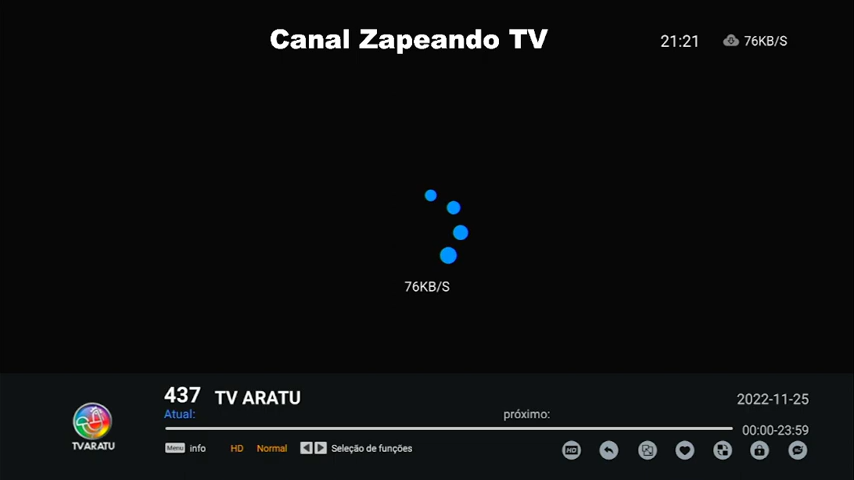 Canal Zapeando TV
21:21
76KB/S
76KB/S
437 TV ARATU
2022-11-25
Atual:
próximo:
00:00-23:59
TVARATU
Menu info HD Normal Seleção de funções
HD